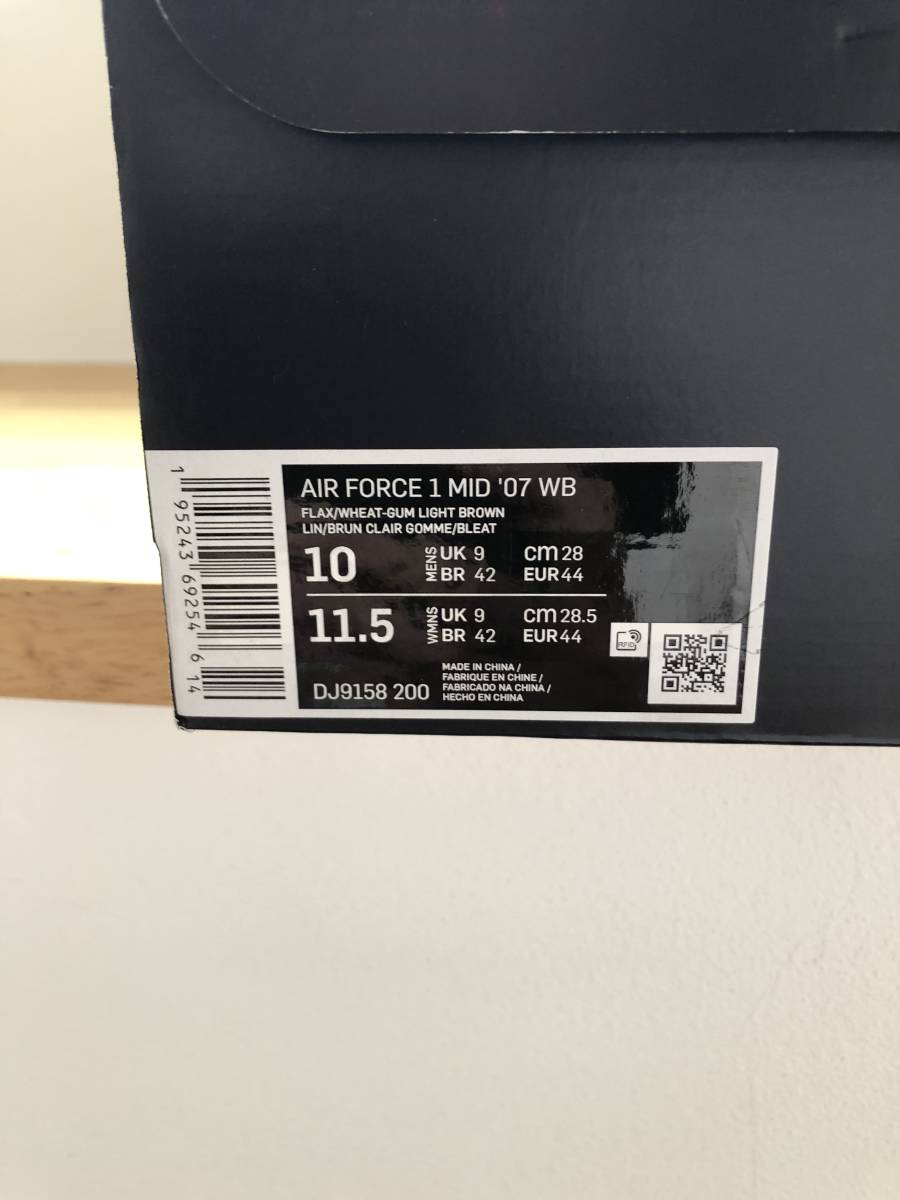 1 95243 69254 6 14
AIR FORCE 1 MID '07 WB
FLAX/WHEAT-GUM LIGHT BROWN
LIN/BRUN CLAIR GOMME/BLEAT
10 MENS UK 9 cm 28
BR 42 EUR 44
11.5 WMNS UK 9 cm 28.5
BR 42 EUR 44
RFID
DJ9158 200
MADE IN CHINA /
FABRIQUE EN CHINE /
FABRICADO NA CHINA /
HECHO EN CHINA